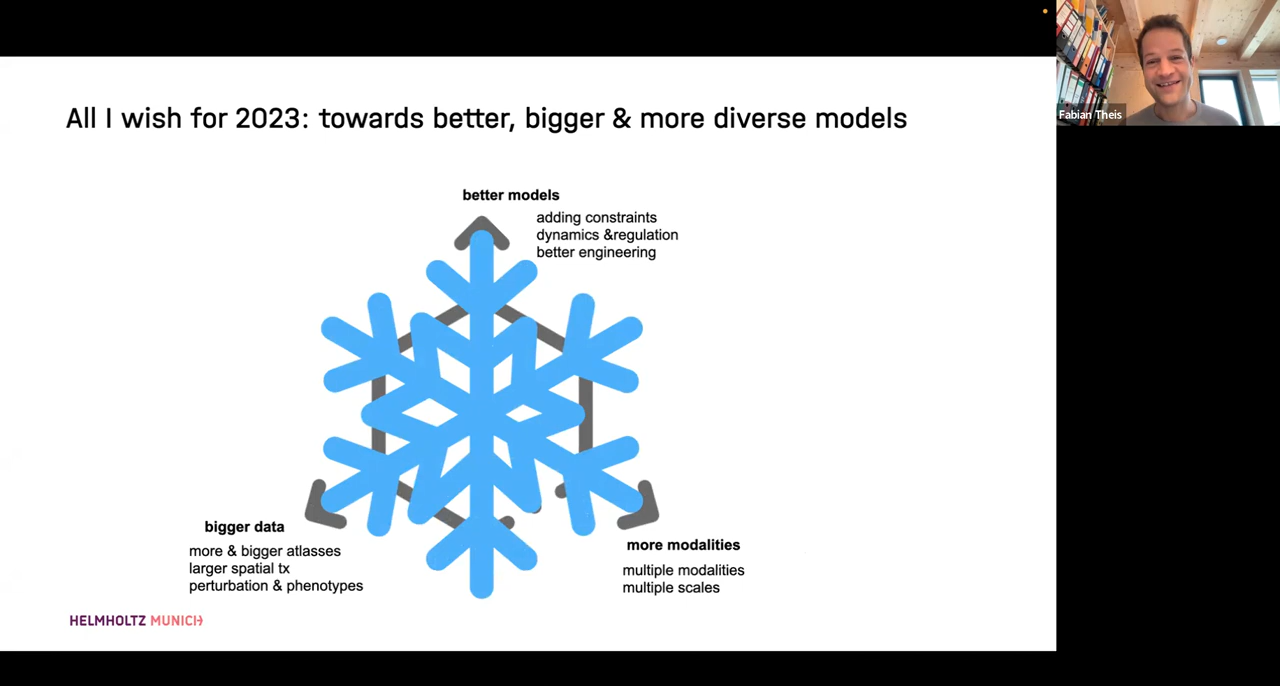 All I wish for 2023: towards better, bigger & more diverse models
Fabian Theis
better models
adding constraints
dynamics &regulation
better engineering
bigger data
more & bigger atlasses
larger spatial tx
perturbation & phenotypes
more modalities
multiple modalities
multiple scales
HELMHOLTZ MUNICH